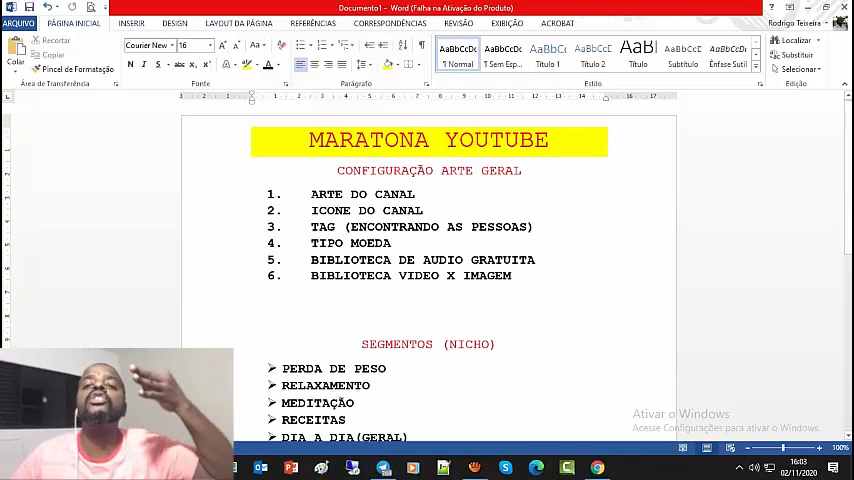 Documento1 - Word (Falha na Ativação do Produto)
ARQUIVO PÁGINA INICIAL INSERIR DESIGN LAYOUT DA PÁGINA REFERÊNCIAS CORRESPONDÊNCIAS REVISÃO EXIBIÇÃO ACROBAT Rodrigo Teixeira
Colar
Recortar
Copiar
Pincel de Formatação
Área de Transferência
Courier New 16
Fonte
Parágrafo
AaBbCcDc AaBbCcDc AaBbCc AaBbCcD AaBbC AaBbCcD AaBbCcDc
¶ Normal ¶ Sem Esp... Título 1 Título 2 Título Subtítulo Ênfase Sutil
Estilo
Localizar
Substituir
Selecionar
Edição
MARATONA YOUTUBE
CONFIGURAÇÃO ARTE GERAL
1. ARTE DO CANAL
2. ICONE DO CANAL
3. TAG (ENCONTRANDO AS PESSOAS)
4. TIPO MOEDA
5. BIBLIOTECA DE AUDIO GRATUITA
6. BIBLIOTECA VIDEO X IMAGEM
SEGMENTOS (NICHO)
➢ PERDA DE PESO
➢ RELAXAMENTO
➢ MEDITAÇÃO
➢ RECEITAS
➢ DIA A DIA(GERAL)
Ativar o Windows
Acesse Configurações para ativar o Windows.
100%
16:03
02/11/2020